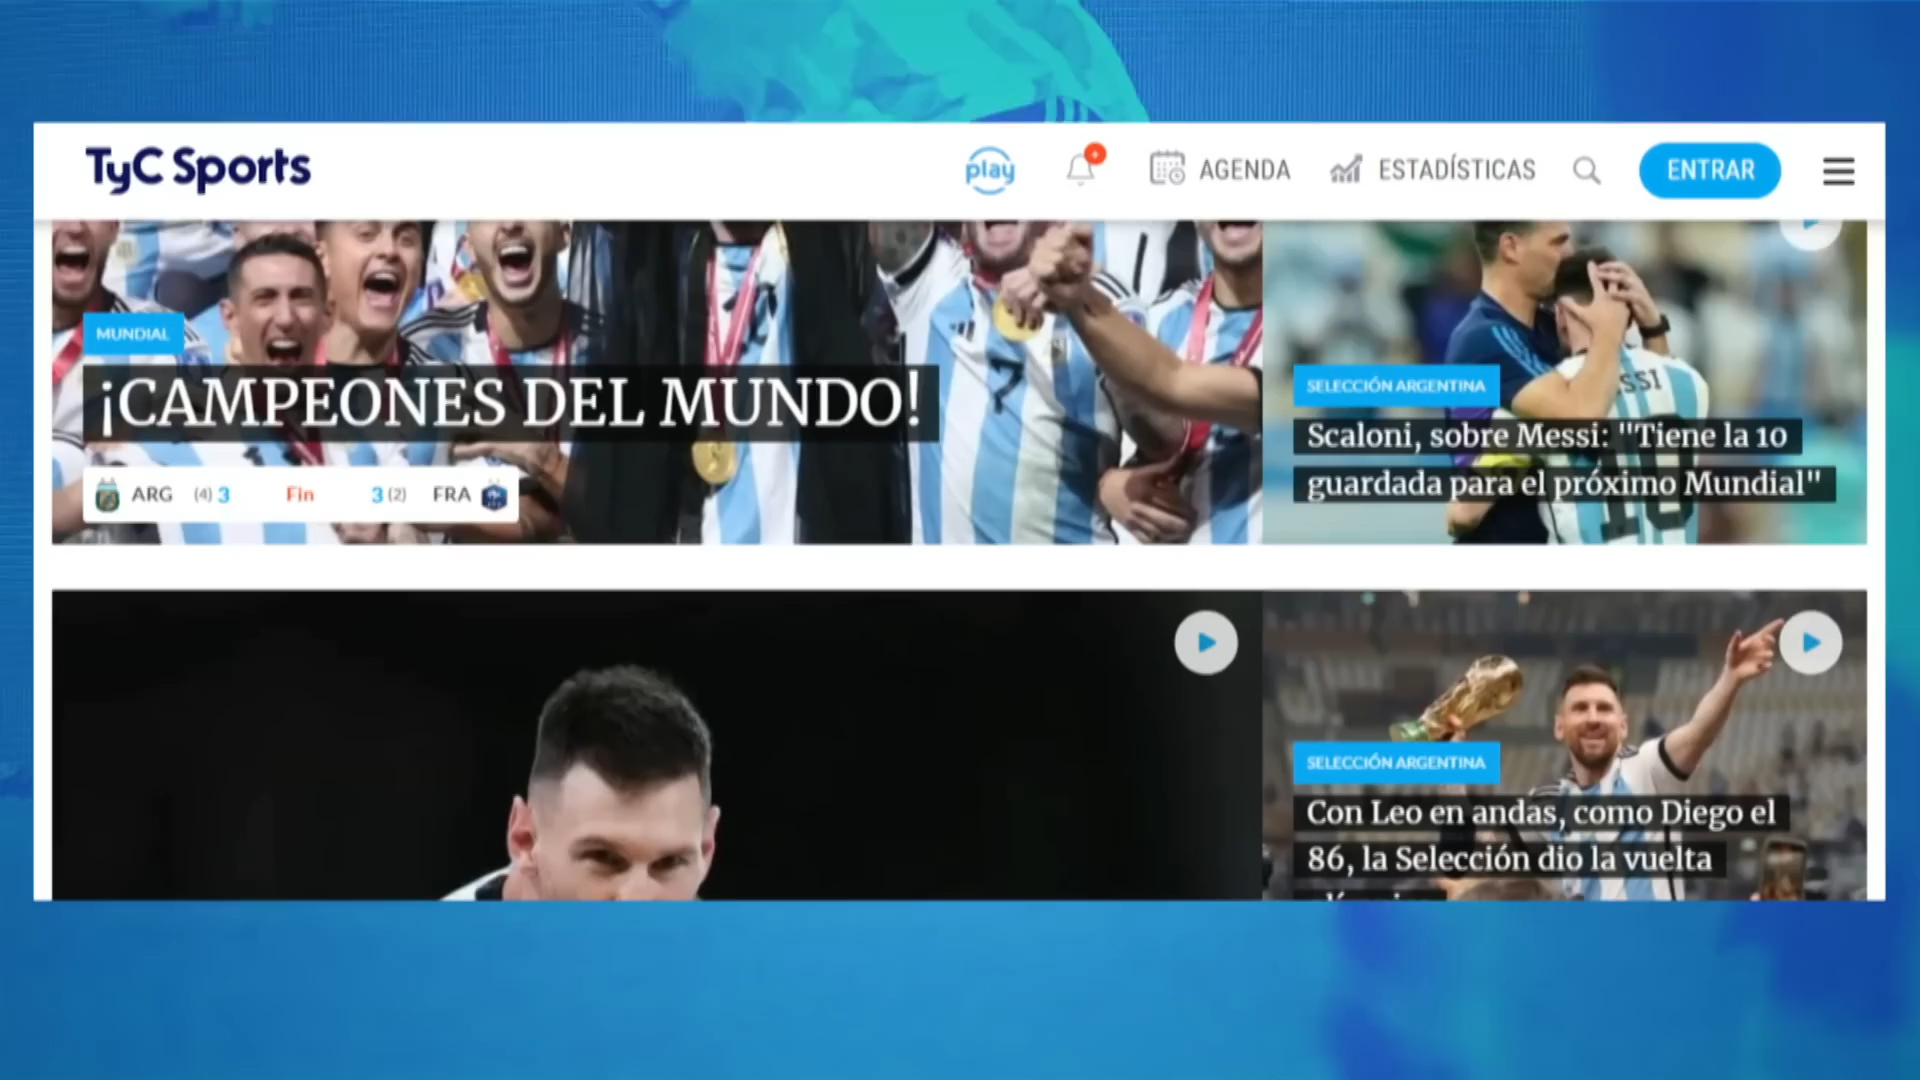 TyC Sports
play
AGENDA
ESTADÍSTICAS
ENTRAR
MUNDIAL
¡CAMPEONES DEL MUNDO!
ARG (4) 3 Fin 3 (2) FRA
7
SELECCIÓN ARGENTINA
Scaloni, sobre Messi: "Tiene la 10
guardada para el próximo Mundial"
10
SELECCIÓN ARGENTINA
Con Leo en andas, como Diego el
86, la Selección dio la vuelta